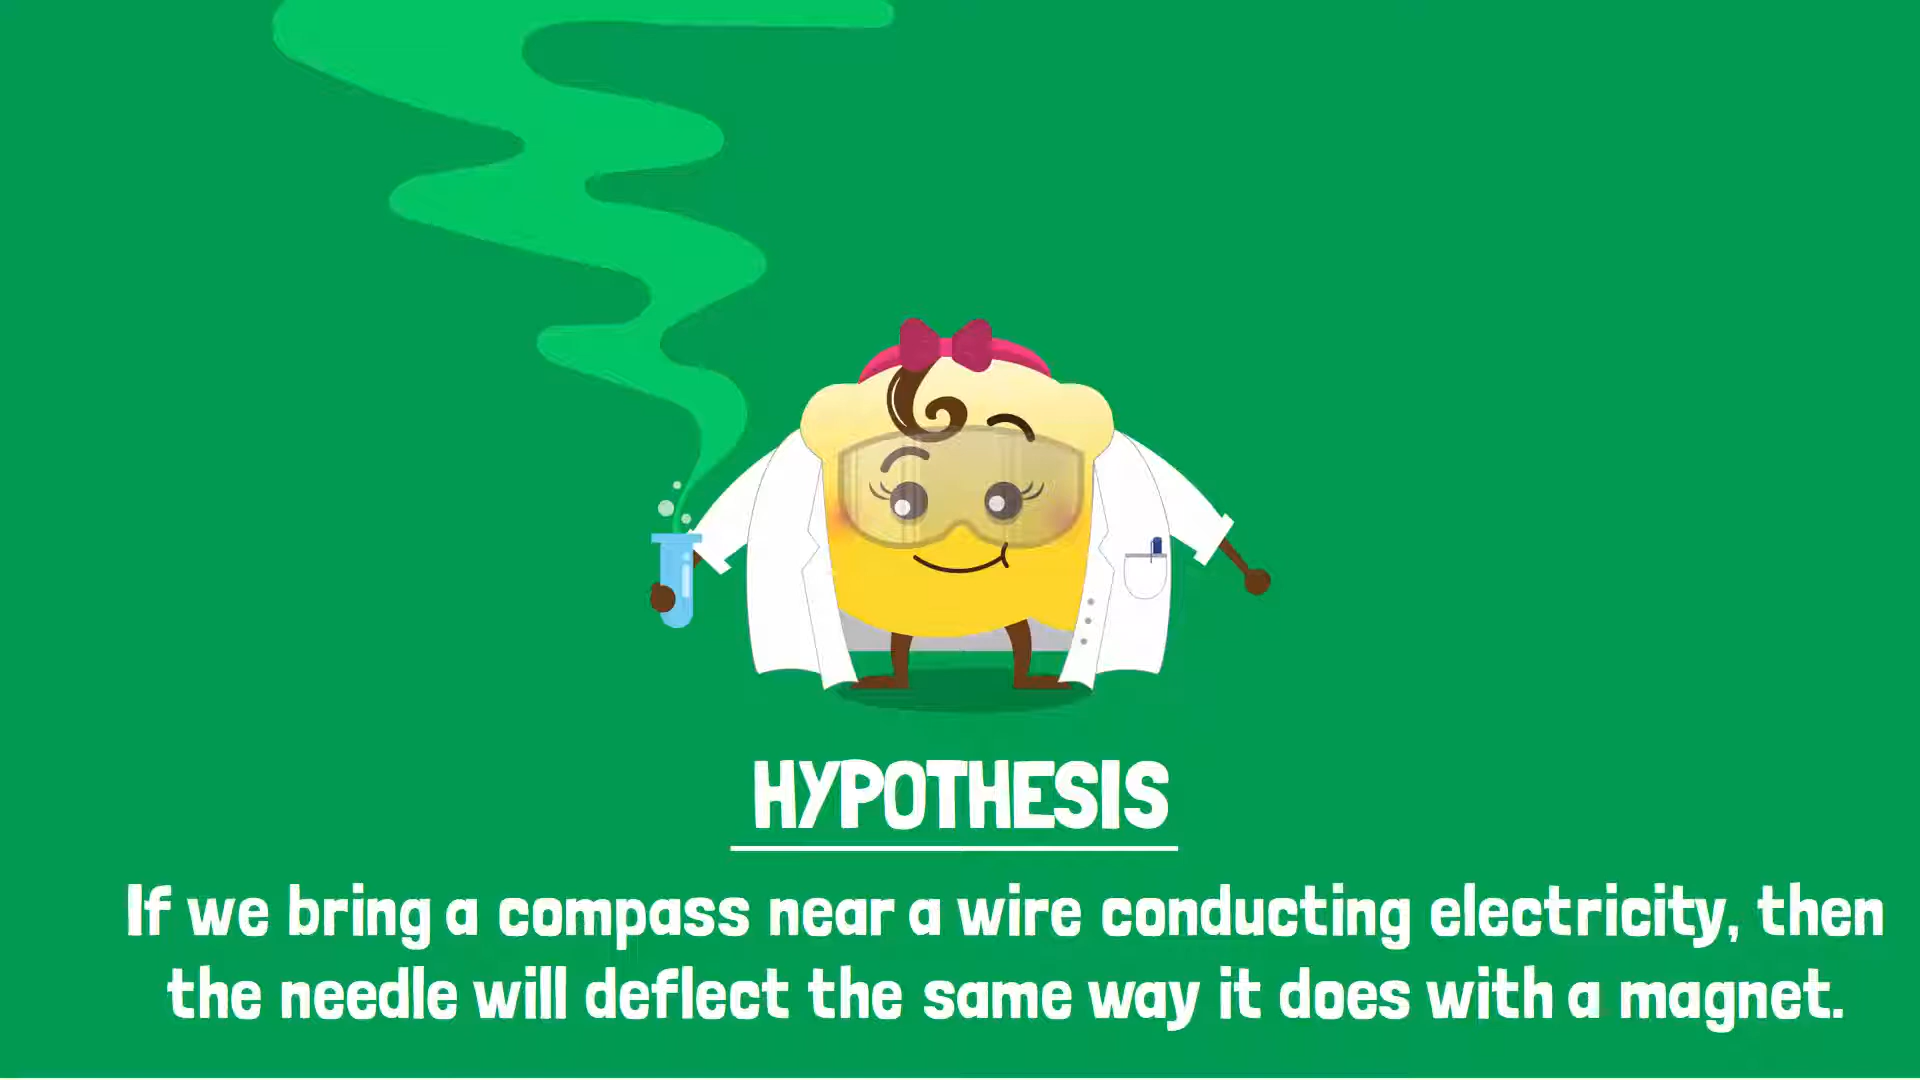 HYPOTHESIS
If we bring a compass near a wire conducting electricity, then
the needle will deflect the same way it does with a magnet.